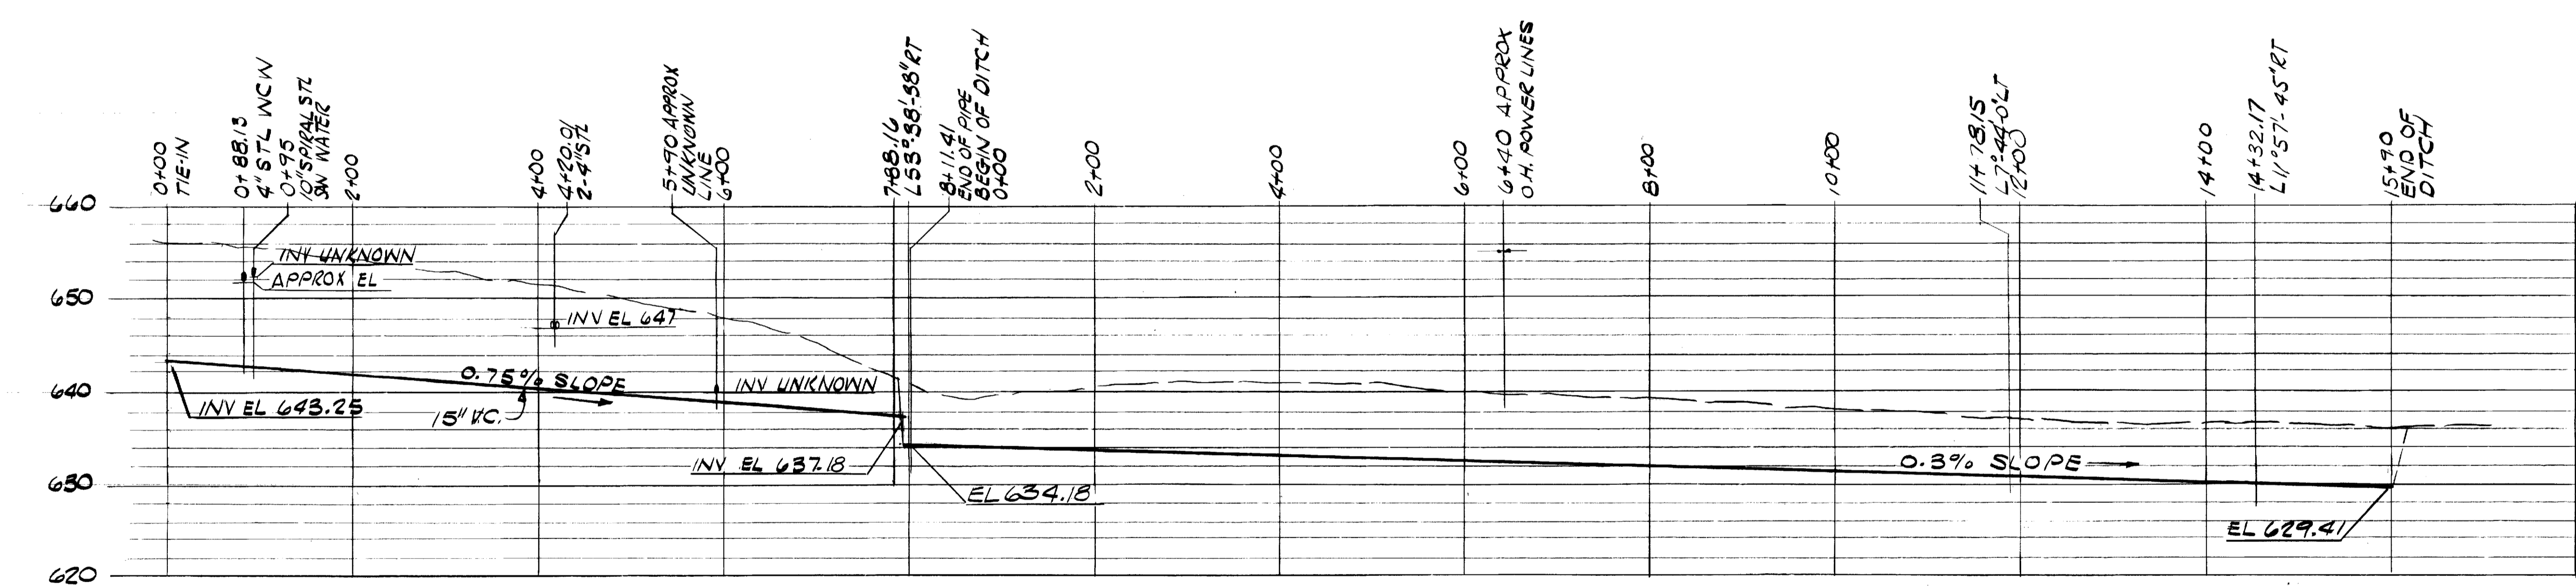 0+00
TIE-IN
0+88.13
4" STL NCW
0+95
10" SPIRAL STL
SW WATER
2+00
4+00
4+20.01
2-4" STL
5+90 APPROX
UNKNOWN
LINE
6+00
7+88.16
L53°38'-38" RT
8+11.41
END OF PIPE
BEGIN OF DITCH
0+00
2+00
4+00
6+00
6+40 APPROX
O.H. POWER LINES
8+00
10+00
11+78.15
L7°44'0" LT
12+00
14+00
14+32.17
L11°57'-45" RT
15+90
END OF
DITCH
660
INV UNKNOWN
APPROX EL
650
INV EL 647
0.75% SLOPE
INV UNKNOWN
640
INV EL 643.25
15" V.C.
INV EL 637.18
0.3% SLOPE
630
EL 634.18
EL 629.41
620